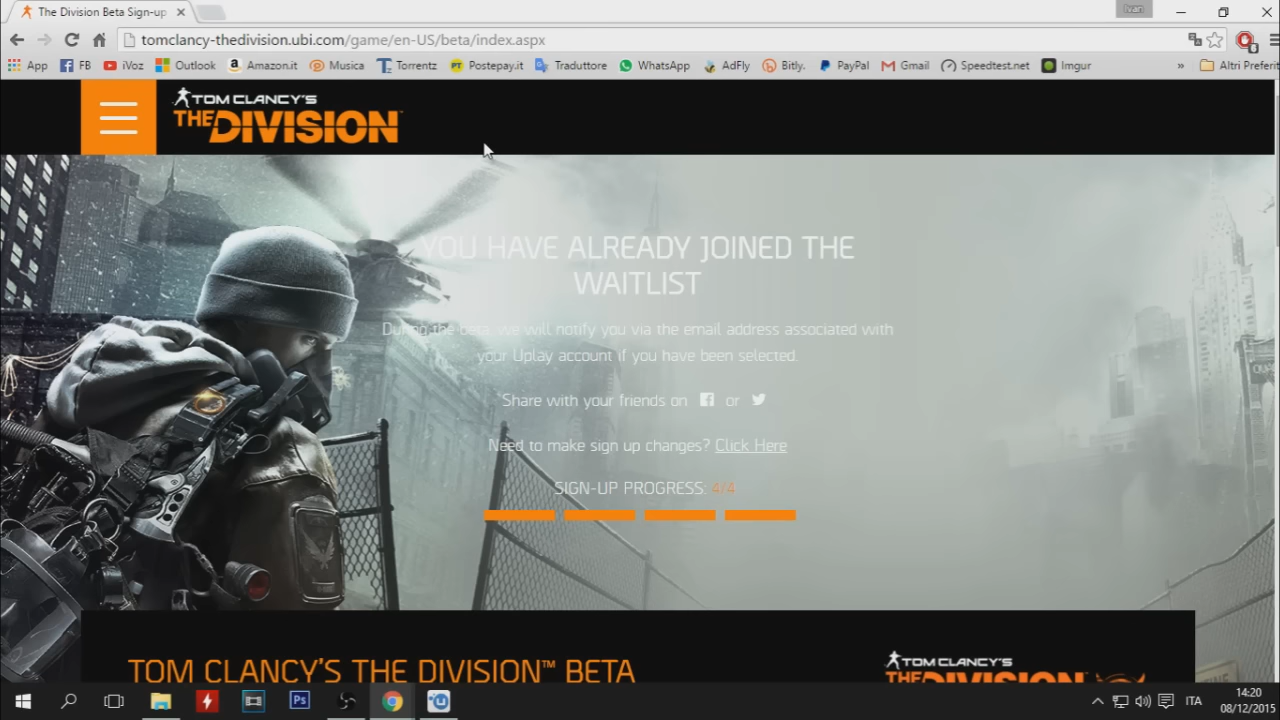 The Division Beta Sign-up
Ivan
tomclancy-thedivision.ubi.com/game/en-US/beta/index.aspx
App FB iVoz Outlook Amazon.it Musica Torrentz Postepay.it Traduttore WhatsApp AdFly Bitly. PayPal Gmail Speedtest.net Imgur » Altri Preferit
TOM CLANCY'S
THE DIVISION
YOU HAVE ALREADY JOINED THE
WAITLIST
During the beta, we will notify you via the email address associated with
your Uplay account if you have been selected.
Share with your friends on or
Need to make sign up changes? Click Here
SIGN-UP PROGRESS: 4/4
TOM CLANCY'S THE DIVISION™ BETA
TOM CLANCY'S
THE DIVISION
Ps
ITA
14:20
08/12/2015